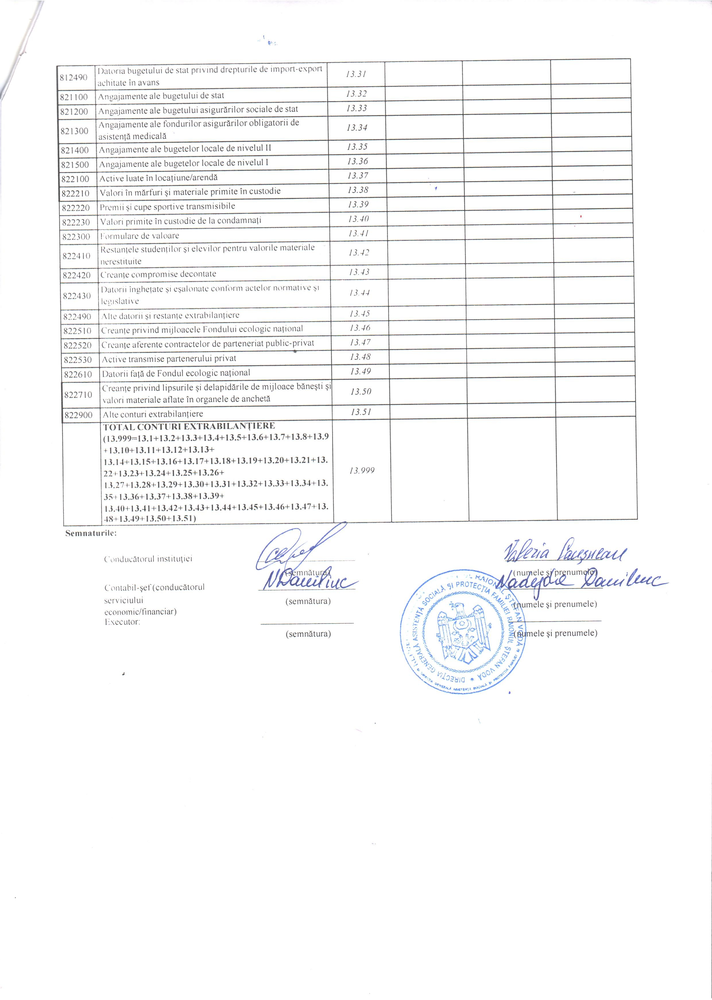 812490 Datoria bugetului de stat privind drepturile de import-export 13.31
achitate în avans
821100 Angajamente ale bugetului de stat 13.32
821200 Angajamente ale bugetului asigurărilor sociale de stat 13.33
821300 Angajamente ale fondurilor asigurărilor obligatorii de 13.34
asistență medicală
821400 Angajamente ale bugetelor locale de nivelul II 13.35
821500 Angajamente ale bugetelor locale de nivelul I 13.36
822100 Active luate în locațiune/arendă 13.37
822210 Valori în mărfuri și materiale primite în custodie 13.38
822220 Premii și cupe sportive transmisibile 13.39
822230 Valori primite în custodie de la condamnați 13.40
822300 Formulare de valoare 13.41
822410 Restanțele studenților și elevilor pentru valorile materiale 13.42
nerestituite
822420 Creanțe compromise decontate 13.43
822430 Datorii înghețate și eșalonate conform actelor normative și 13.44
legislative
822490 Alte datorii și restanțe extrabilanțiere 13.45
822510 Creanțe privind mijloacele Fondului ecologic național 13.46
822520 Creanțe aferente contractelor de parteneriat public-privat 13.47
822530 Active transmise partenerului privat 13.48
822610 Datorii față de Fondul ecologic național 13.49
822710 Creanțe privind lipsurile și delapidările de mijloace bănești și 13.50
valori materiale aflate în organele de anchetă
822900 Alte conturi extrabilanțiere 13.51
TOTAL CONTURI EXTRABILANȚIERE
(13.999=13.1+13.2+13.3+13.4+13.5+13.6+13.7+13.8+13.9
+13.10+13.11+13.12+13.13+
13.14+13.15+13.16+13.17+13.18+13.19+13.20+13.21+13.
22+13.23+13.24+13.25+13.26+ 13.999
13.27+13.28+13.29+13.30+13.31+13.32+13.33+13.34+13.
35+13.36+13.37+13.38+13.39+
13.40+13.41+13.42+13.43+13.44+13.45+13.46+13.47+13.
48+13.49+13.50+13.51)
Semnaturile:
Conducătorul instituției Valeria
(semnătura) (numele și prenumele)
Contabil-șef (conducătorul N Daniliuc Nadejda Daniliuc
serviciului
economic/financiar) (semnătura) (numele și prenumele)
Executor:
(semnătura) (numele și prenumele)
RAIONAL ȘTEFAN VODĂ
DIRECȚIA GENERALĂ ASISTENȚĂ SOCIALĂ ȘI PROTECȚIA FAMILIEI RAIONUL ȘTEFAN VODĂ
DIRECȚIA GENERALĂ ASISTENȚĂ SOCIALĂ ȘI PROTECȚIA FAMILIEI